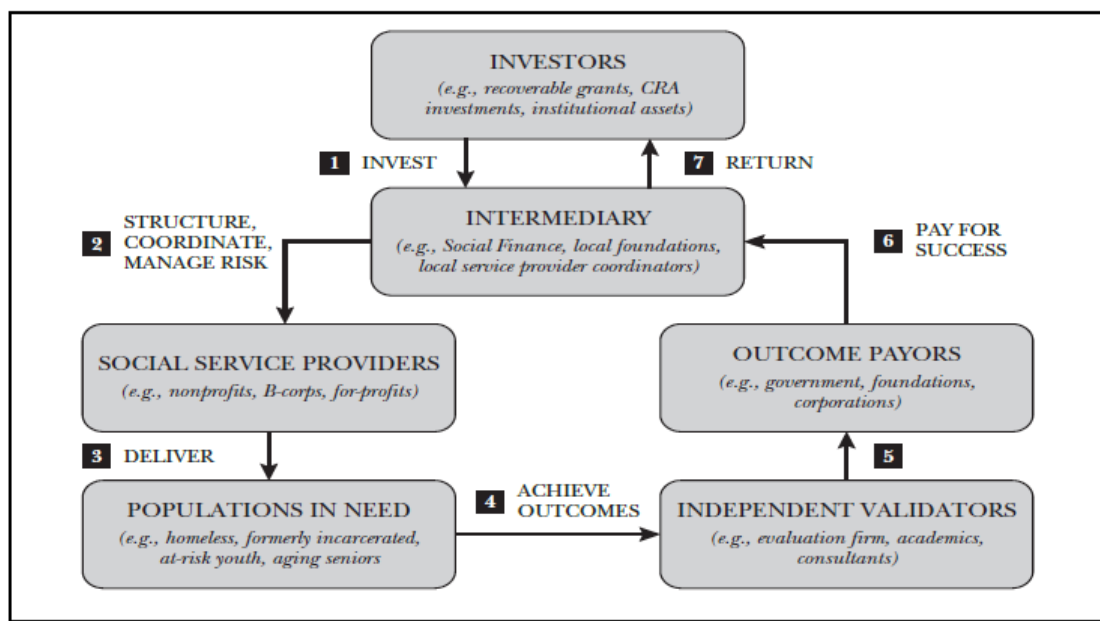 INVESTORS
(e.g., recoverable grants, CRA
investments, institutional assets)
1 INVEST
7 RETURN
INTERMEDIARY
(e.g., Social Finance, local foundations,
local service provider coordinators)
2 STRUCTURE,
COORDINATE,
MANAGE RISK
6 PAY FOR
SUCCESS
SOCIAL SERVICE PROVIDERS
(e.g., nonprofits, B-corps, for-profits)
OUTCOME PAYORS
(e.g., government, foundations,
corporations)
3 DELIVER
5
POPULATIONS IN NEED
(e.g., homeless, formerly incarcerated,
at-risk youth, aging seniors
4 ACHIEVE
OUTCOMES
INDEPENDENT VALIDATORS
(e.g., evaluation firm, academics,
consultants)